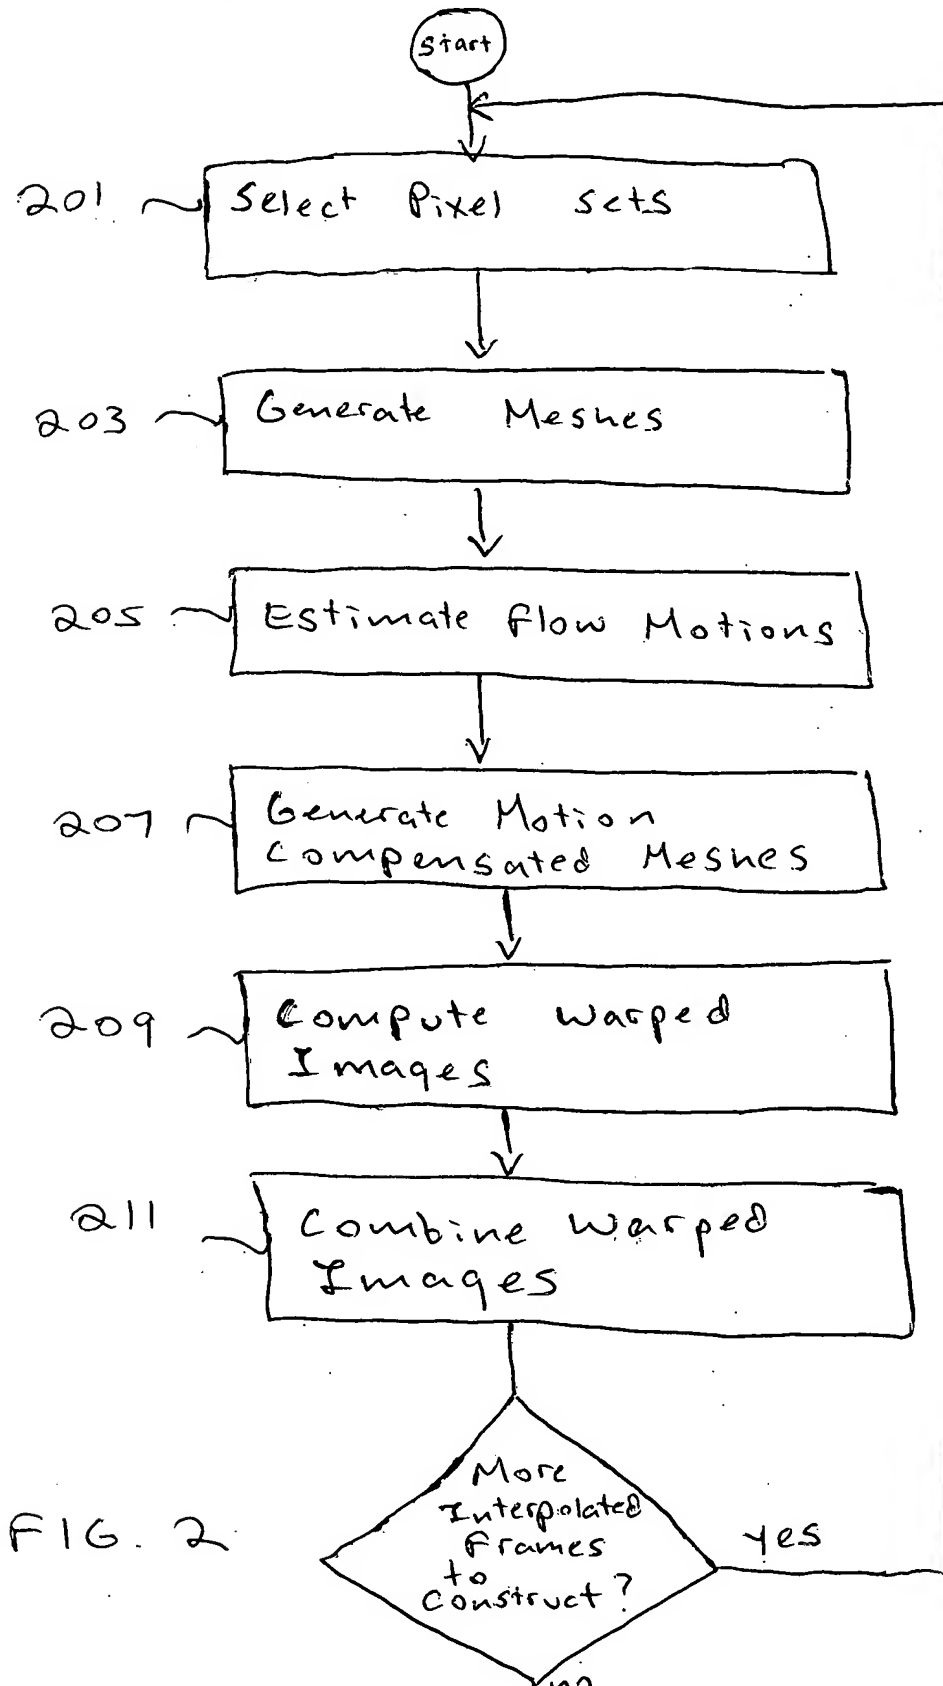 Start
201
Select Pixel sets
203
Generate Meshes
205
Estimate Flow Motions
207
Generate Motion
Compensated Meshes
209
Compute Warped
Images
211
Combine Warped
Images
More
Interpolated
Frames
to
Construct?
yes
no
FIG. 2